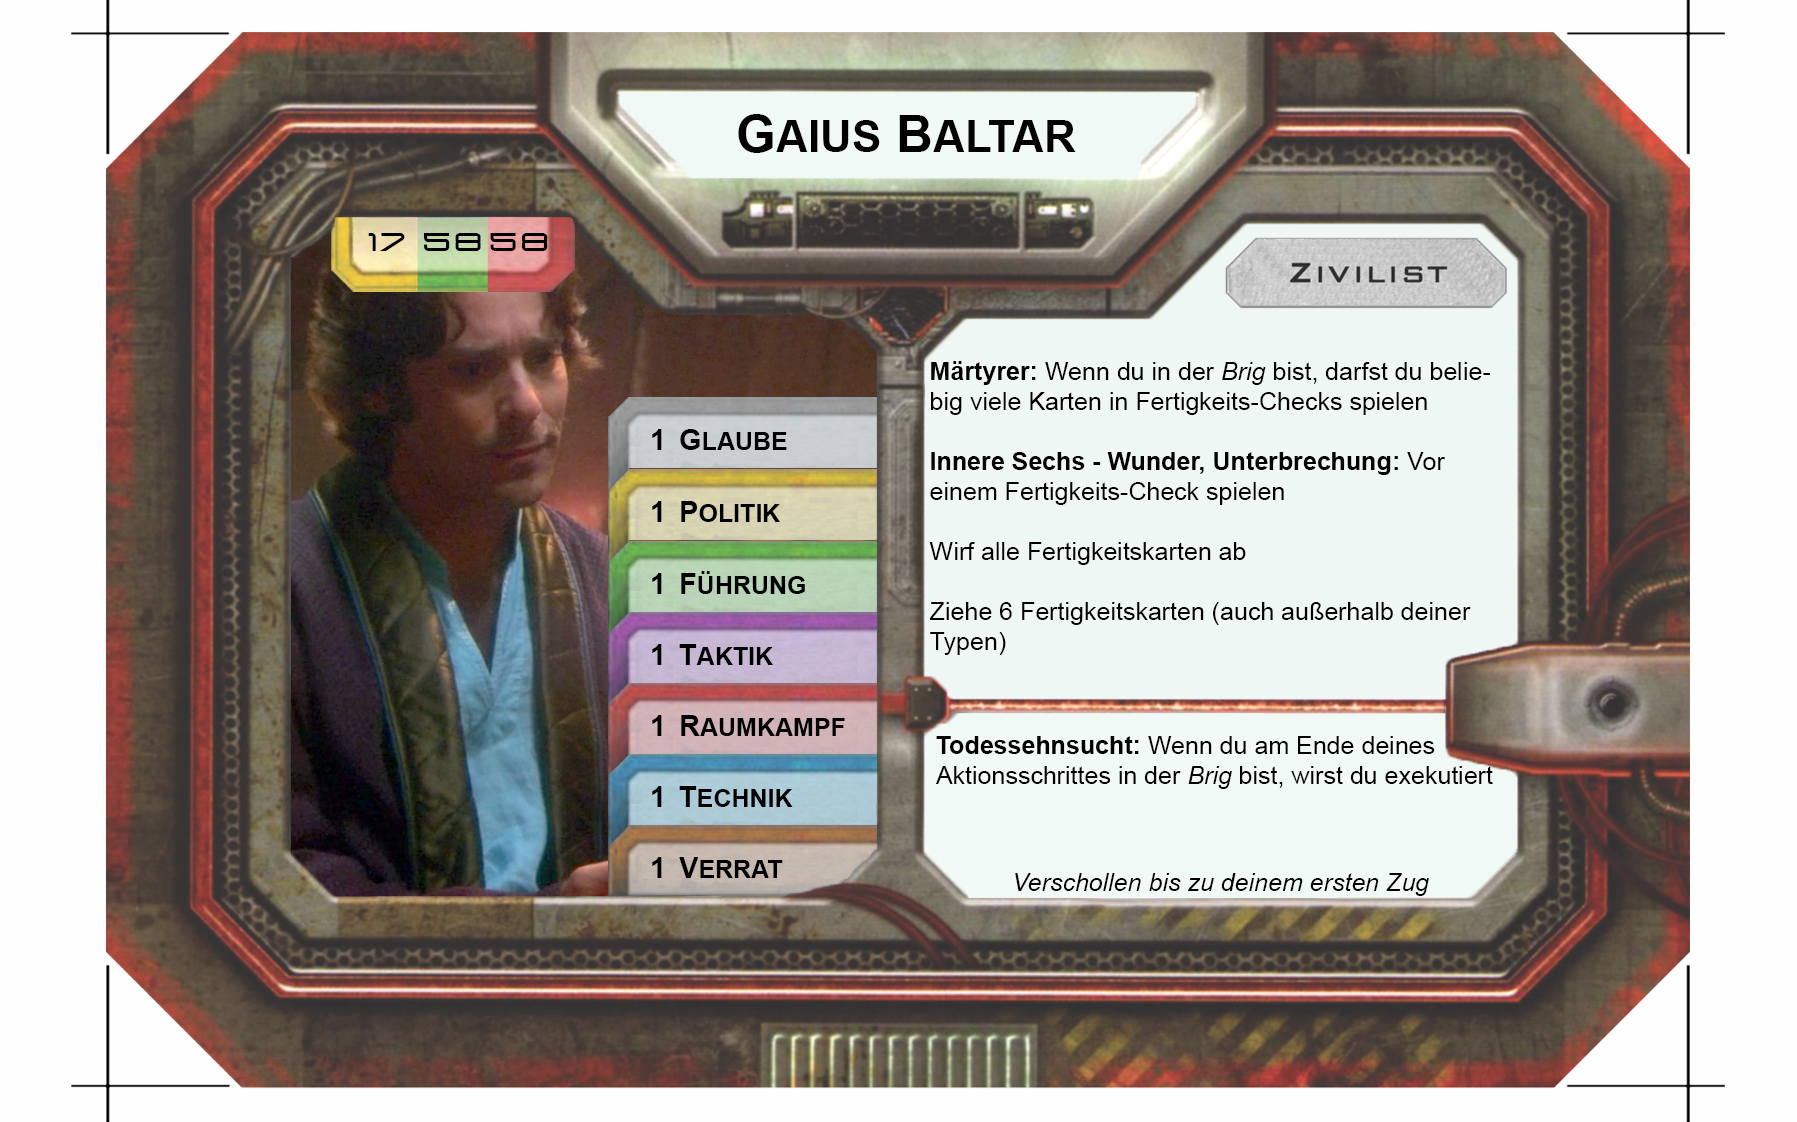 GAIUS BALTAR
17 58 58
ZIVILIST
Märtyrer: Wenn du in der Brig bist, darfst du belie-
big viele Karten in Fertigkeits-Checks spielen
Innere Sechs - Wunder, Unterbrechung: Vor
einem Fertigkeits-Check spielen
Wirf alle Fertigkeitskarten ab
Ziehe 6 Fertigkeitskarten (auch außerhalb deiner
Typen)
Todessehnsucht: Wenn du am Ende deines
Aktionsschrittes in der Brig bist, wirst du exekutiert
Verschollen bis zu deinem ersten Zug
1 GLAUBE
1 POLITIK
1 FÜHRUNG
1 TAKTIK
1 RAUMKAMPF
1 TECHNIK
1 VERRAT